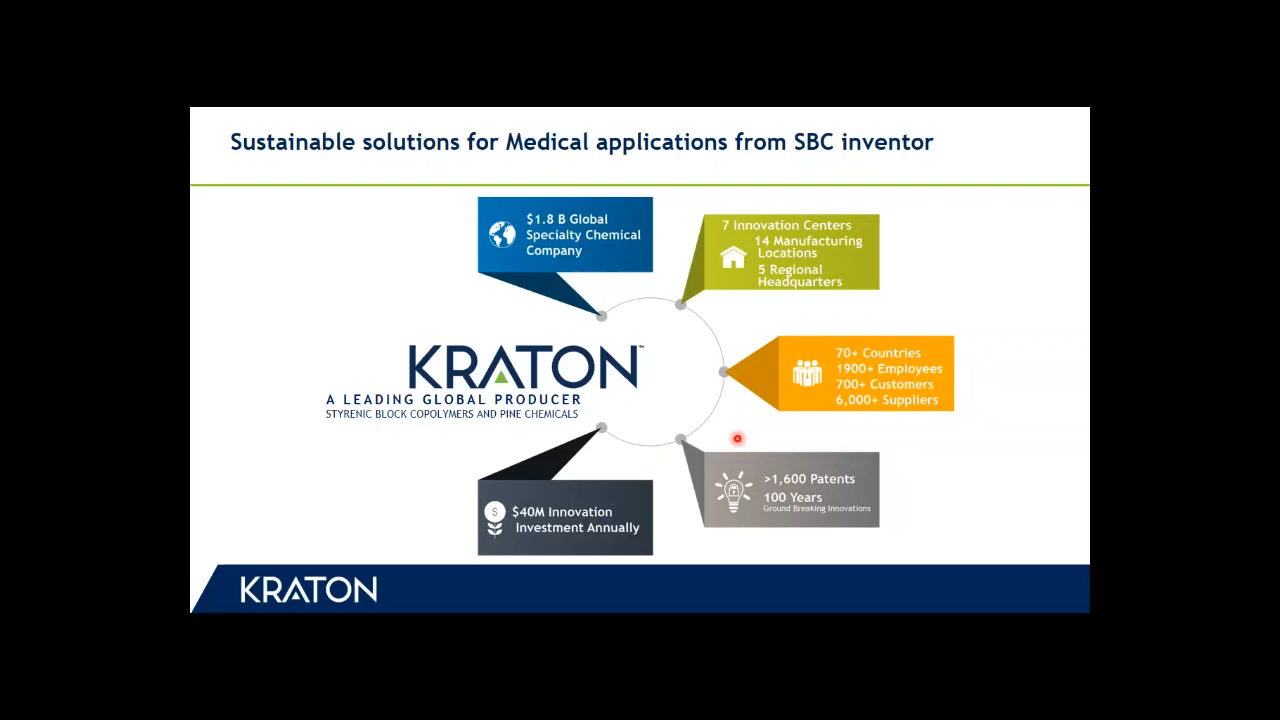 Sustainable solutions for Medical applications from SBC inventor
$1.8 B Global
Specialty Chemical
Company
7 Innovation Centers
14 Manufacturing
Locations
5 Regional
Headquarters
KRATON™
A LEADING GLOBAL PRODUCER
STYRENIC BLOCK COPOLYMERS AND PINE CHEMICALS
70+ Countries
1900+ Employees
700+ Customers
6,000+ Suppliers
$
$40M Innovation
Investment Annually
>1,600 Patents
100 Years
Ground Breaking Innovations
KRATON